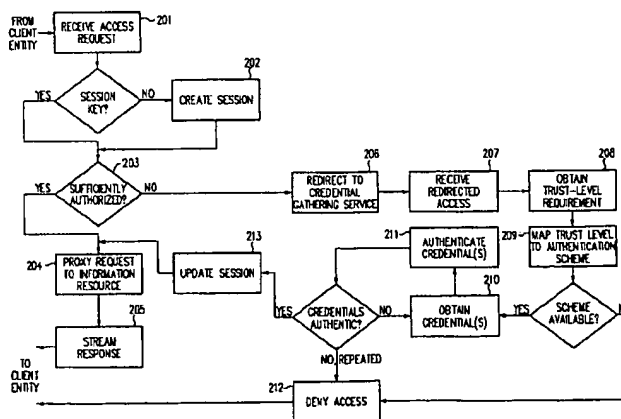 FROM
CLIENT
ENTITY
RECEIVE ACCESS
REQUEST
201
SESSION
KEY?
YES
NO
202
CREATE SESSION
203
SUFFICIENTLY
AUTHORIZED?
YES
NO
206
REDIRECT TO
CREDENTIAL
GATHERING SERVICE
207
RECEIVE
REDIRECTED
ACCESS
208
OBTAIN
TRUST-LEVEL
REQUIREMENT
209
MAP TRUST LEVEL
TO AUTHENTICATION
SCHEME
211
AUTHENTICATE
CREDENTIAL(S)
213
UPDATE SESSION
204
PROXY REQUEST
TO INFORMATION
RESOURCE
210
OBTAIN
CREDENTIAL(S)
YES
SCHEME
AVAILABLE?
CREDENTIALS
AUTHENTIC?
YES
NO
205
STREAM
RESPONSE
NO, REPEATED
TO
CLIENT
ENTITY
212
DENY ACCESS